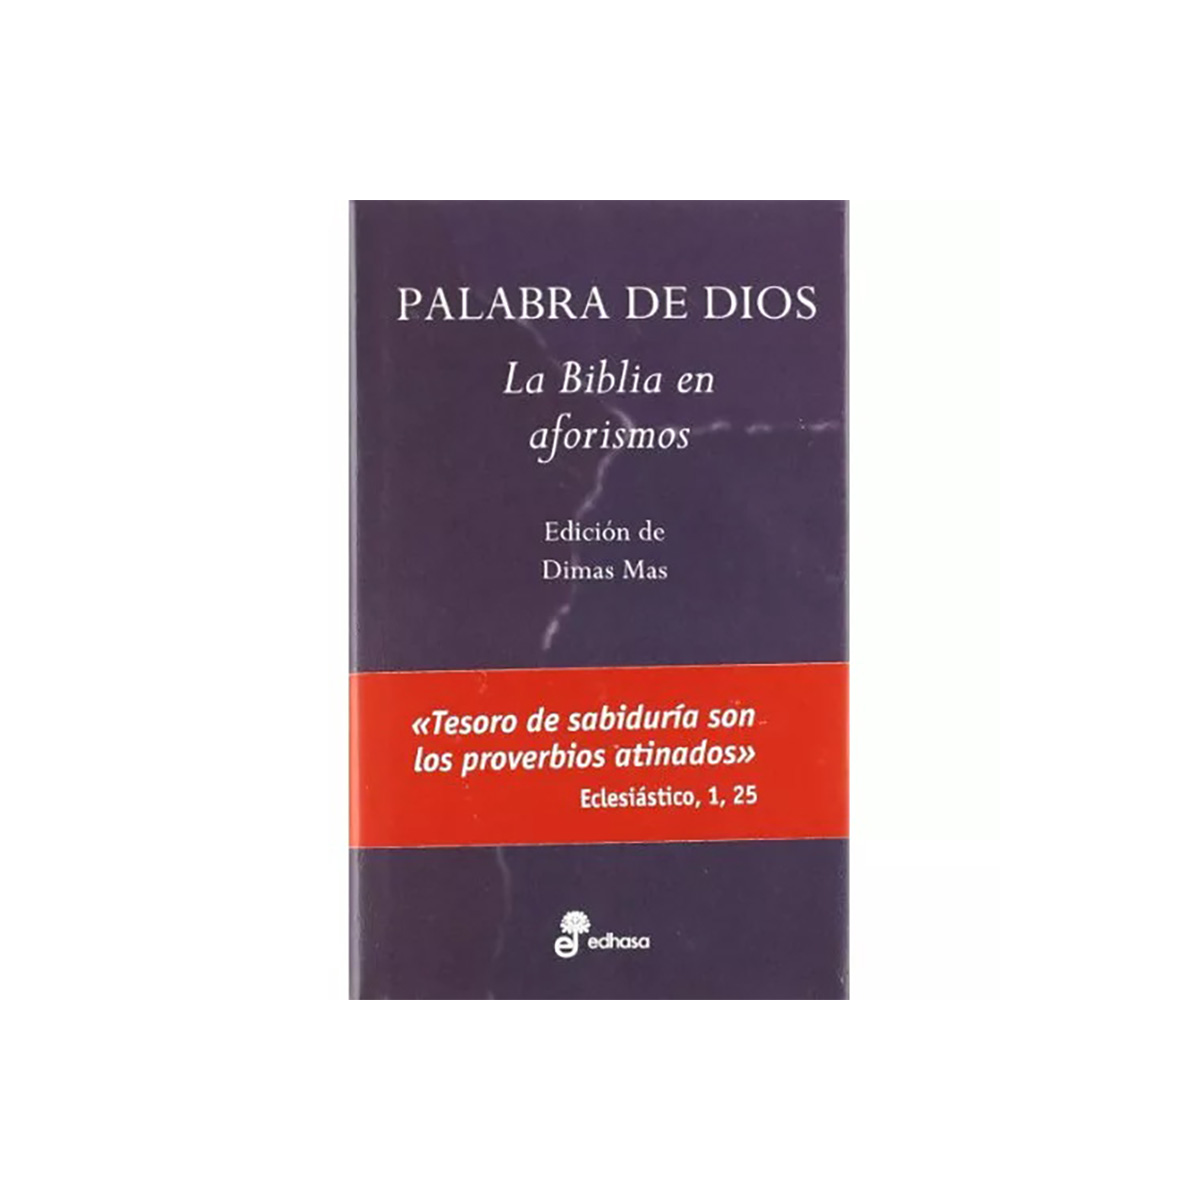 PALABRA DE DIOS
La Biblia en
aforismos
Edición de
Dimas Mas
«Tesoro de sabiduría son
los proverbios atinados»
Eclesiástico, 1, 25
edhasa